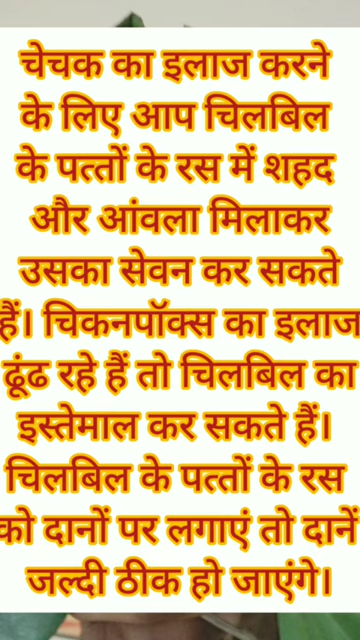 चेचक का इलाज करने
के लिए आप चिलबिल
के पत्तों के रस में शहद
और आंवला मिलाकर
उसका सेवन कर सकते
हैं। चिकनपॉक्स का इलाज
ढूंढ रहे हैं तो चिलबिल का
इस्तेमाल कर सकते हैं।
चिलबिल के पत्तों के रस
को दानों पर लगाएं तो दानें
जल्दी ठीक हो जाएंगे।